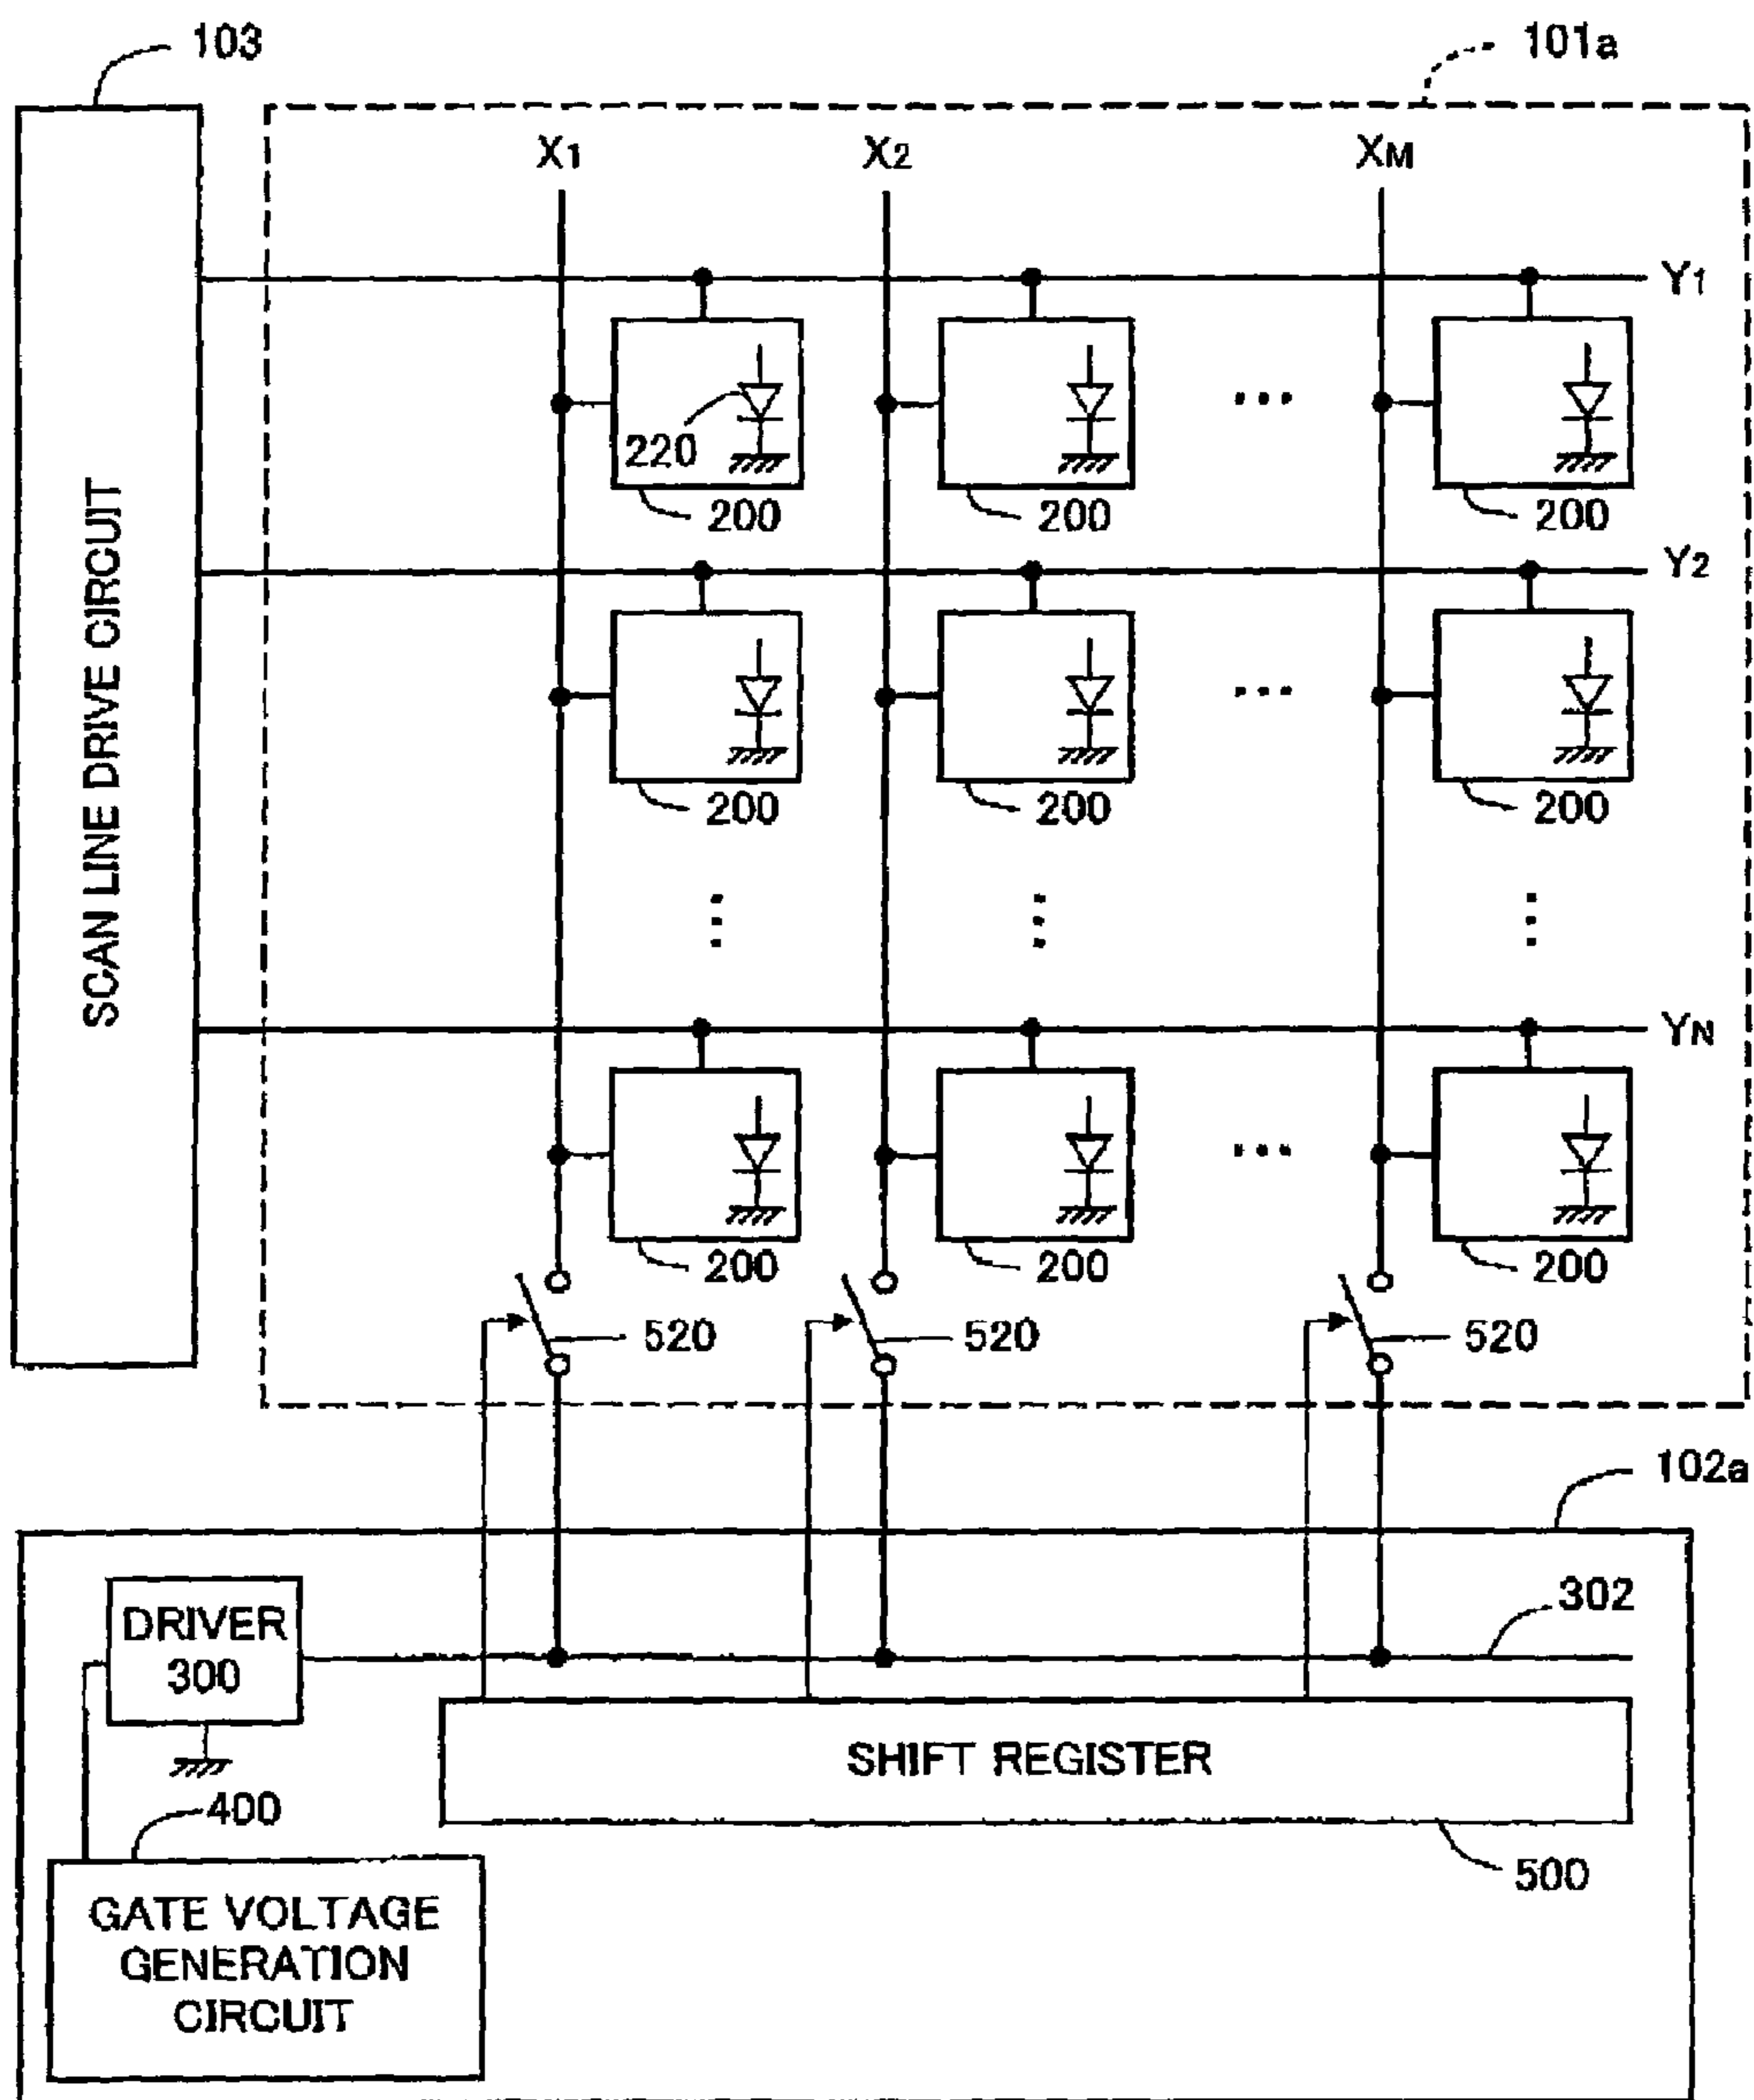 103
101a
X1 X2 XM
Y1
220
200 200 200
Y2
SCAN LINE DRIVE CIRCUIT
200 200 200
YN
200 200 200
520 520 520
102a
302
DRIVER
300
SHIFT REGISTER
400
500
GATE VOLTAGE
GENERATION
CIRCUIT